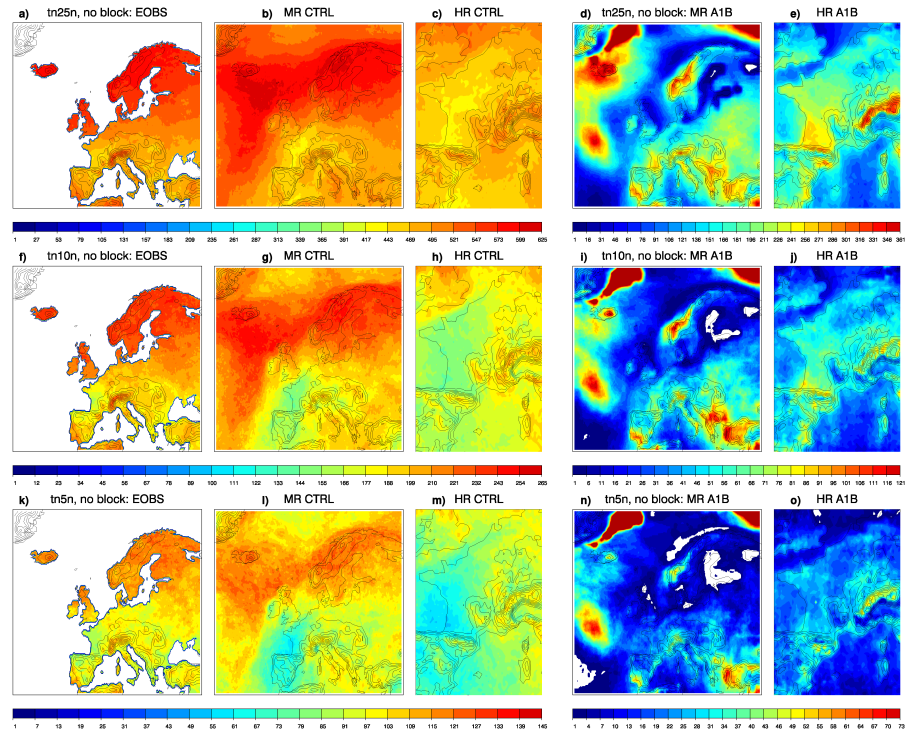 a) tn25n, no block: EOBS b) MR CTRL c) HR CTRL d) tn25n, no block: MR A1B e) HR A1B
1 27 53 79 105 131 157 183 209 235 261 287 313 339 365 391 417 443 469 495 521 547 573 599 625
1 16 31 46 61 76 91 106 121 136 151 166 181 196 211 226 241 256 271 286 301 316 331 346 361
f) tn10n, no block: EOBS g) MR CTRL h) HR CTRL i) tn10n, no block: MR A1B j) HR A1B
1 12 23 34 45 56 67 78 89 100 111 122 133 144 155 166 177 188 199 210 221 232 243 254 265
1 6 11 16 21 26 31 36 41 46 51 56 61 66 71 76 81 86 91 96 101 106 111 116 121
k) tn5n, no block: EOBS l) MR CTRL m) HR CTRL n) tn5n, no block: MR A1B o) HR A1B
1 7 13 19 25 31 37 43 49 55 61 67 73 79 85 91 97 103 109 115 121 127 133 139 145
1 4 7 10 13 16 19 22 25 28 31 34 37 40 43 46 49 52 55 58 61 64 67 70 73